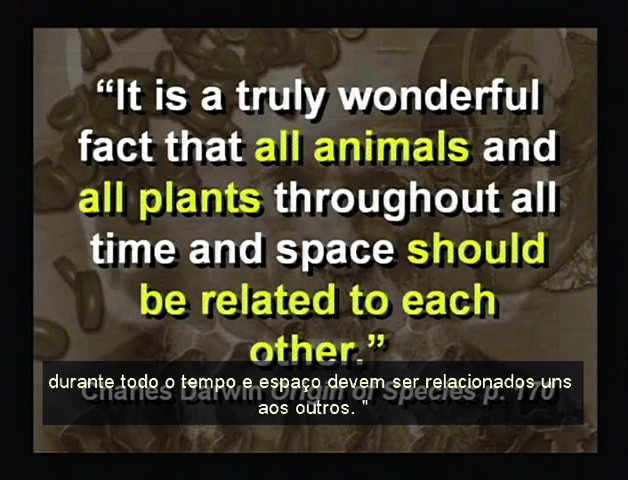 “It is a truly wonderful
fact that all animals and
all plants throughout all
time and space should
be related to each
other.”
durante todo o tempo e espaço devem ser relacionados uns
Charles Darwin Origin of Species p. 170
aos outros. "